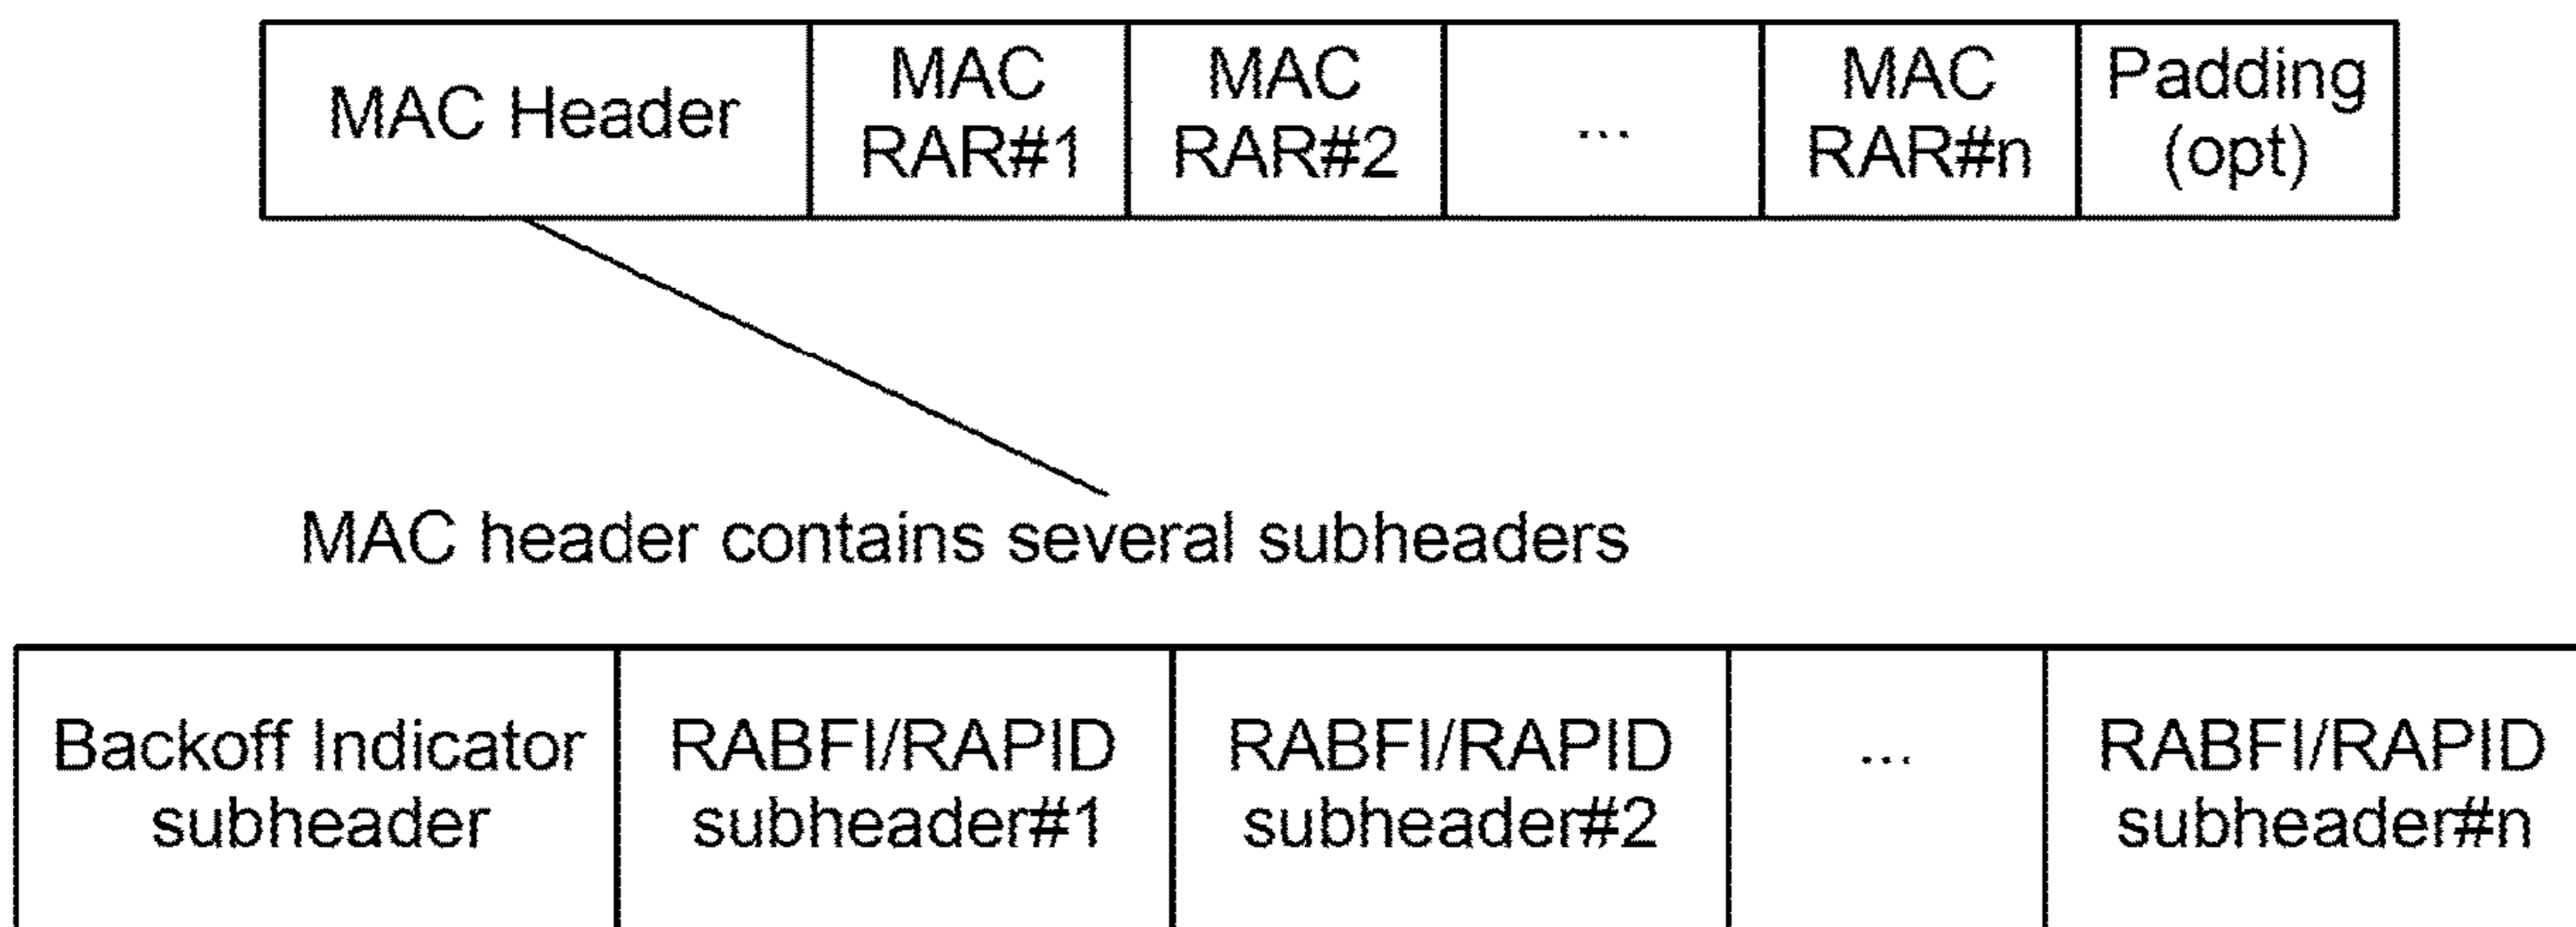 MAC Header
MAC
RAR#1
MAC
RAR#2
...
MAC
RAR#n
Padding
(opt)
MAC header contains several subheaders
Backoff Indicator
subheader
RABFI/RAPID
subheader#1
RABFI/RAPID
subheader#2
...
RABFI/RAPID
subheader#n